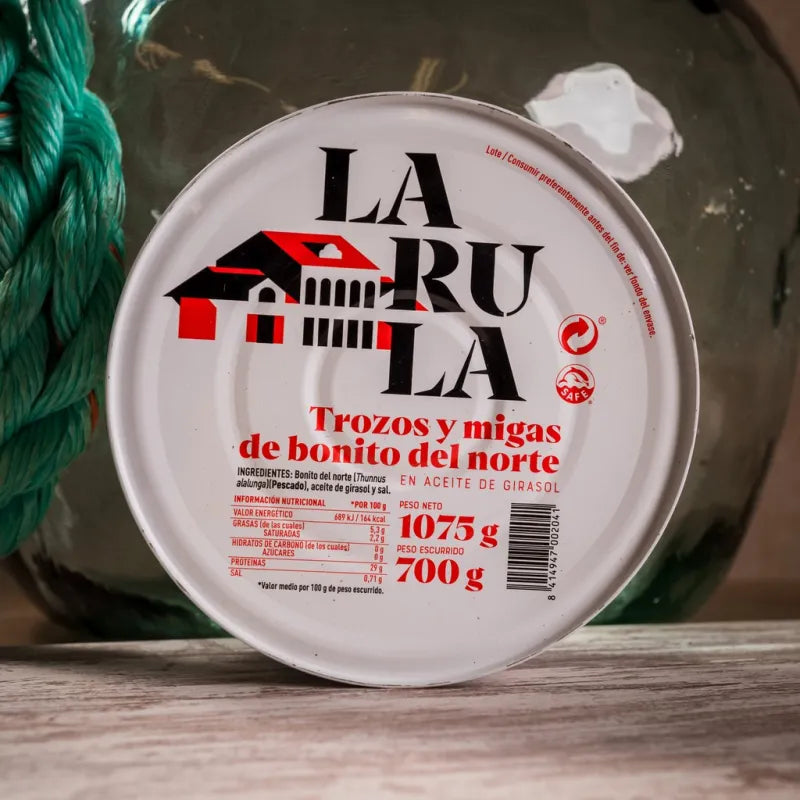 LA
RU
LA
Lote / Consumir preferentemente antes del fin de: ver fondo del envase.
SAFE
Trozos y migas
de bonito del norte
EN ACEITE DE GIRASOL
INGREDIENTES: Bonito del norte (Thunnus
alalunga)(Pescado), aceite de girasol y sal.
INFORMACIÓN NUTRICIONAL *POR 100 g
VALOR ENERGÉTICO 689 kJ / 164 kcal
GRASAS (de las cuales) 5,3 g
SATURADAS 2,2 g
HIDRATOS DE CARBONO (de los cuales) 0 g
AZÚCARES 0 g
PROTEINAS 29 g
SAL 0,71 g
*Valor medio por 100 g de peso escurrido.
PESO NETO
1075 g
PESO ESCURRIDO
700 g
8 414947 002041